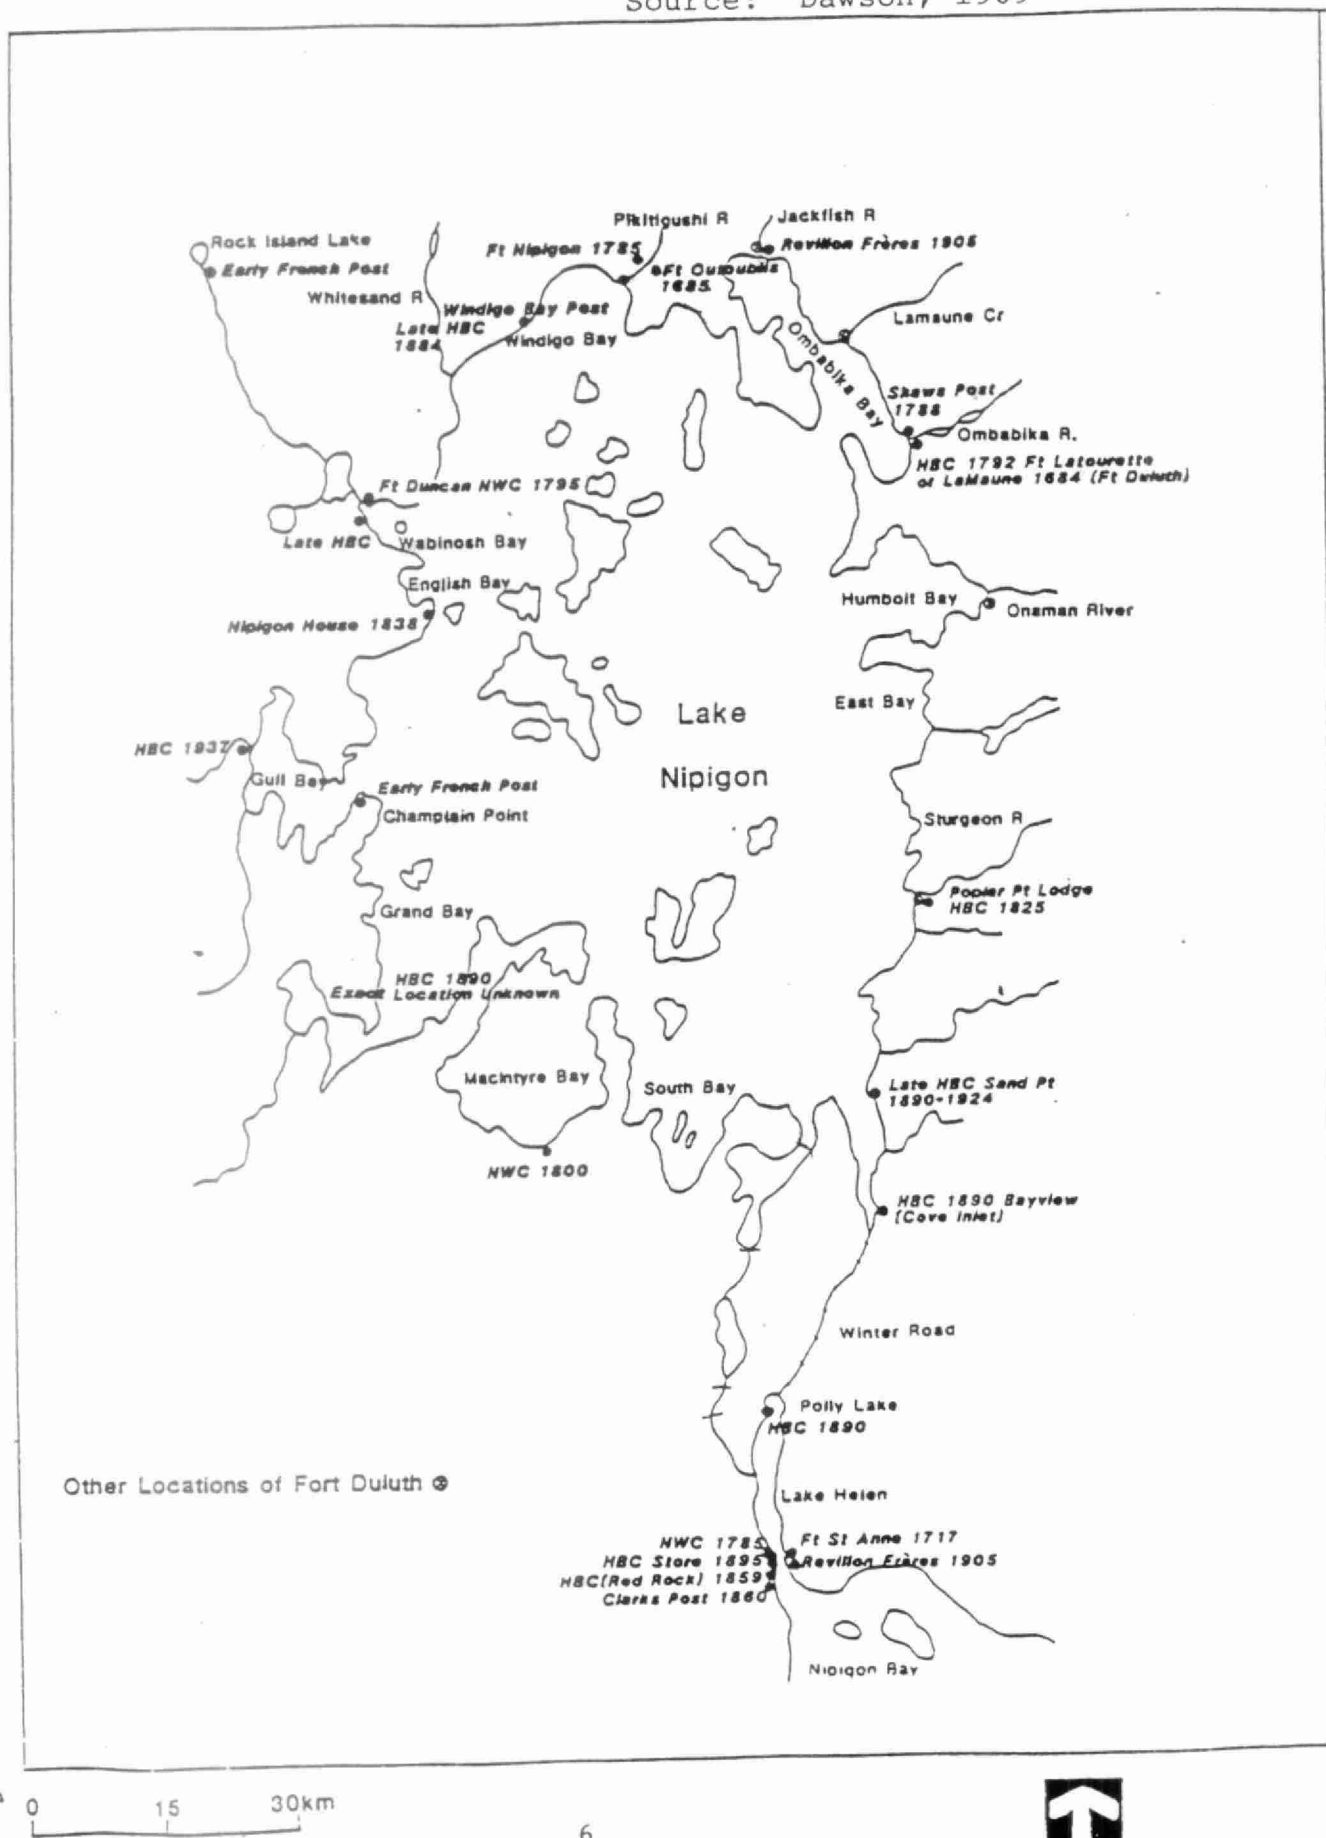 Source: Dawson, 1969
Pikitigushi R
Jackfish R
Rock Island Lake
Early French Post
Ft Nipigon 1785
Revillon Frères 1905
Whitesand R
Windigo Bay Post
Late HBC
1884
Windigo Bay
1685
Lamaune Cr
Ombabika Bay
Shaws Post
1788
Ombabika R.
HBC 1792 Ft Latourette
or LaMaune 1684 (Ft Duluth)
Ft Duncan NWC 1795
Late HBC
Wabinosh Bay
English Bay
Humbolt Bay
Onaman River
Nipigon House 1838
East Bay
Lake
Nipigon
HBC 1937
Gull Bay
Early French Post
Champlain Point
Sturgeon R
Grand Bay
Poplar Pt Lodge
HBC 1825
HBC 1890
Exact Location Unknown
MacIntyre Bay
South Bay
Late HBC Sand Pt
1890-1924
NWC 1800
HBC 1890 Bayview
(Cove Inlet)
Winter Road
Polly Lake
HBC 1890
Other Locations of Fort Duluth
Lake Helen
NWC 1785
Ft St Anne 1717
HBC Store 1895
Revillon Frères 1905
HBC(Red Rock) 1859
Clarks Post 1860
Nipigon Bay
0 15 30km
6